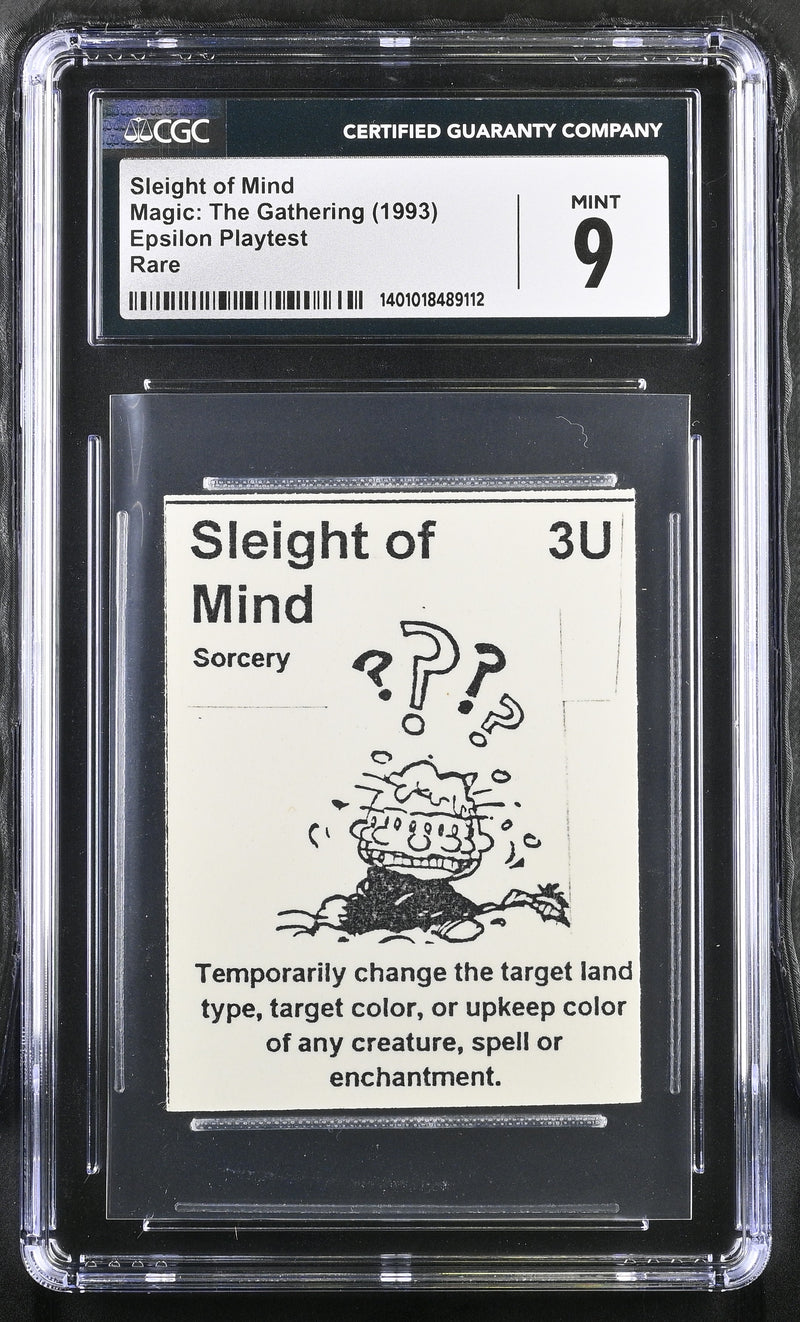 CGC
CERTIFIED GUARANTY COMPANY
Sleight of Mind
Magic: The Gathering (1993)
Epsilon Playtest
Rare
MINT
9
1401018489112
Sleight of 3U
Mind
Sorcery
? ? ? ?
Temporarily change the target land
type, target color, or upkeep color
of any creature, spell or
enchantment.